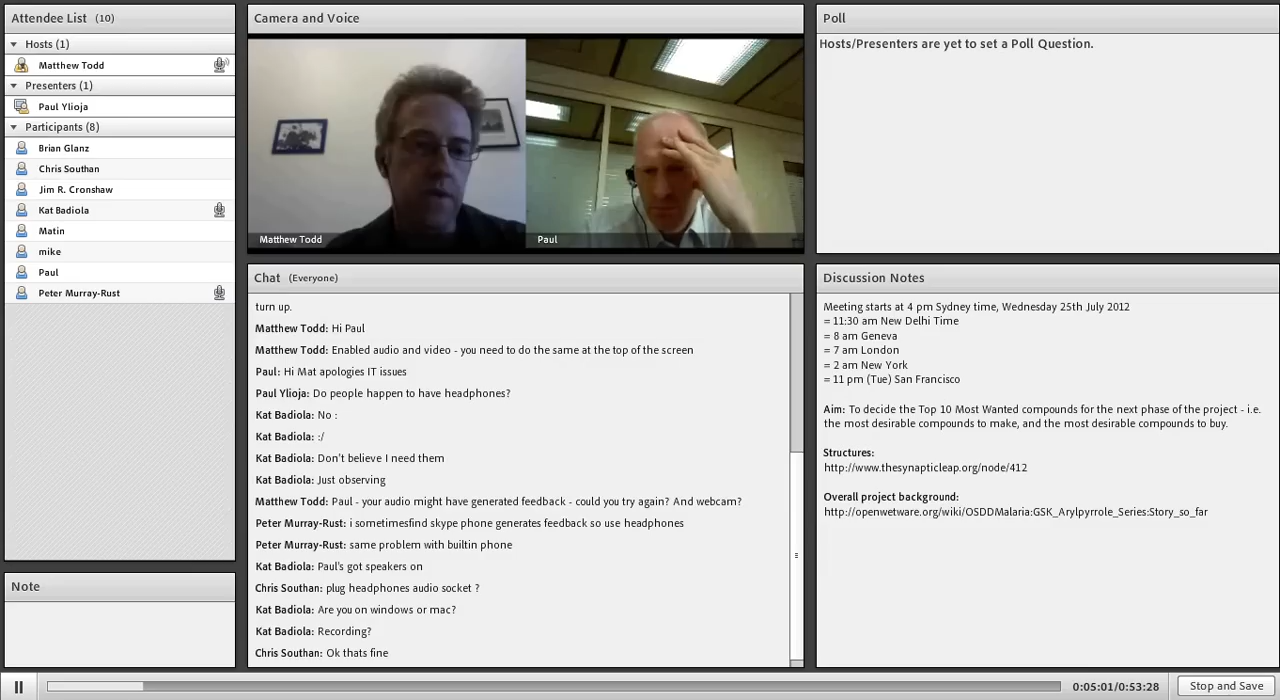 Attendee List (10)
Hosts (1)
Matthew Todd
Presenters (1)
Paul Ylioja
Participants (8)
Brian Glanz
Chris Southan
Jim R. Cronshaw
Kat Badiola
Matin
mike
Paul
Peter Murray-Rust
Note
Camera and Voice
Matthew Todd
Paul
Chat (Everyone)
turn up.
Matthew Todd: Hi Paul
Matthew Todd: Enabled audio and video - you need to do the same at the top of the screen
Paul: Hi Mat apologies IT issues
Paul Ylioja: Do people happen to have headphones?
Kat Badiola: No :
Kat Badiola: :/
Kat Badiola: Don't believe I need them
Kat Badiola: Just observing
Matthew Todd: Paul - your audio might have generated feedback - could you try again? And webcam?
Peter Murray-Rust: i sometimesfind skype phone generates feedback so use headphones
Peter Murray-Rust: same problem with builtin phone
Kat Badiola: Paul's got speakers on
Chris Southan: plug headphones audio socket ?
Kat Badiola: Are you on windows or mac?
Kat Badiola: Recording?
Chris Southan: Ok thats fine
Poll
Hosts/Presenters are yet to set a Poll Question.
Discussion Notes
Meeting starts at 4 pm Sydney time, Wednesday 25th July 2012
= 11:30 am New Delhi Time
= 8 am Geneva
= 7 am London
= 2 am New York
= 11 pm (Tue) San Francisco
Aim: To decide the Top 10 Most Wanted compounds for the next phase of the project - i.e.
the most desirable compounds to make, and the most desirable compounds to buy.
Structures:
http://www.thesynapticleap.org/node/412
Overall project background:
http://openwetware.org/wiki/OSDDMalaria:GSK_Arylpyrrole_Series:Story_so_far
0:05:01/0:53:28
Stop and Save